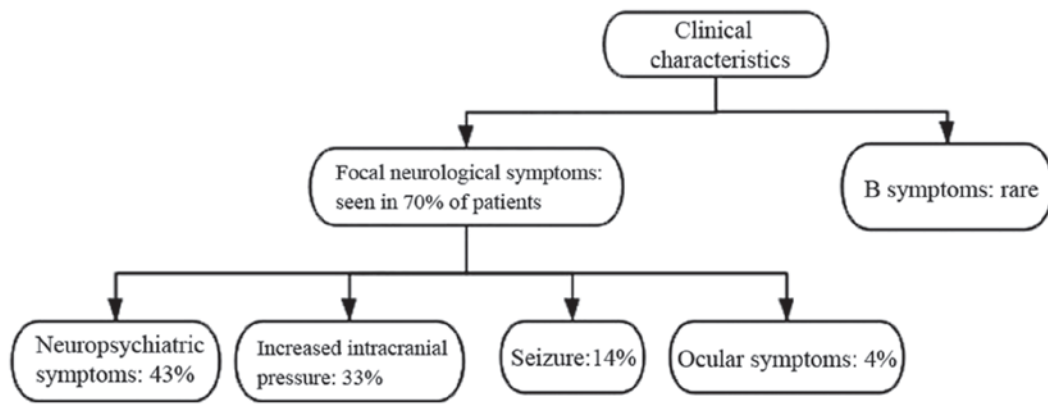 Clinical
characteristics
Focal neurological symptoms:
seen in 70% of patients
B symptoms: rare
Neuropsychiatric
symptoms: 43%
Increased intracranial
pressure: 33%
Seizure:14%
Ocular symptoms: 4%